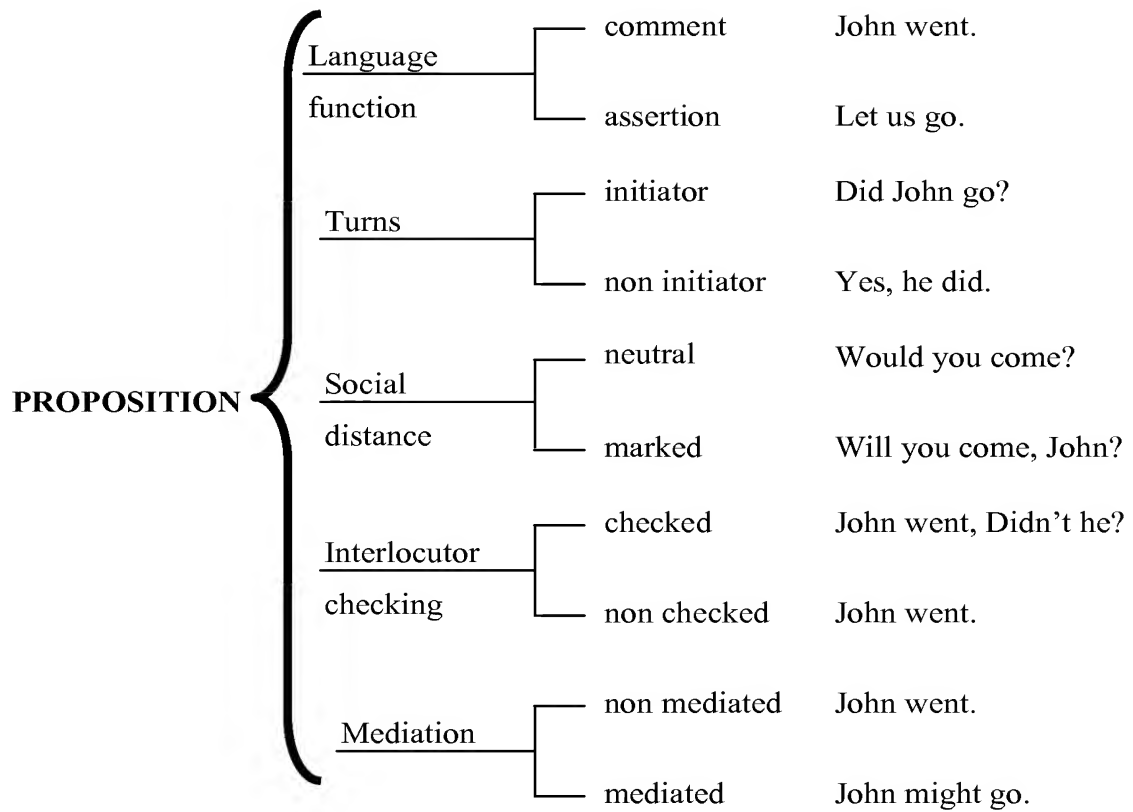 comment John went.
Language
function
assertion Let us go.
initiator Did John go?
Turns
non initiator Yes, he did.
neutral Would you come?
Social
PROPOSITION
distance
marked Will you come, John?
checked John went, Didn't he?
Interlocutor
checking
non checked John went.
non mediated John went.
Mediation
mediated John might go.